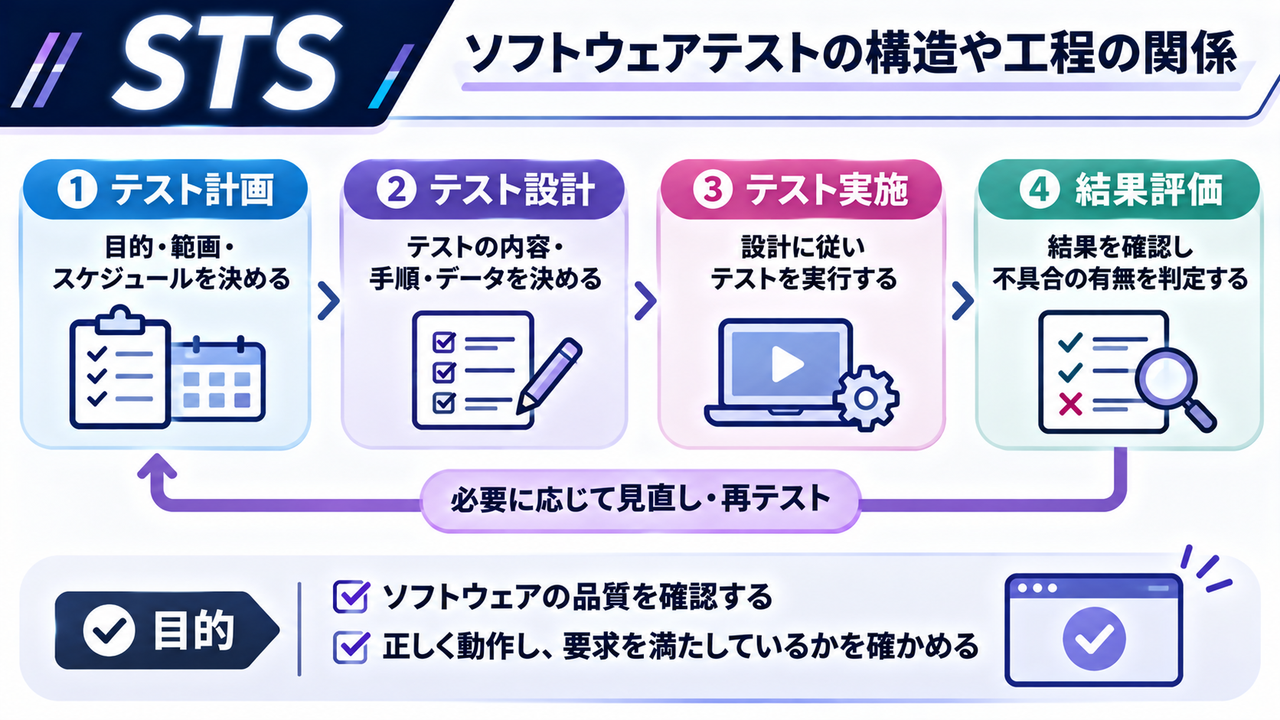 STS
ソフトウェアテストの構造や工程の関係
1 テスト計画
目的・範画・
スケジュールを決める
2 テスト設計
テストの内容・
手順・データを決める
3 テスト実施
設計に従い
テストを実行する
4 結果評価
結果を確認し
不具合の有無を判定する
必要に応じて見直し・再テスト
目的
ソフトウェアの品質を確認する
正しく動作し、要求を満たしているかを確かめる